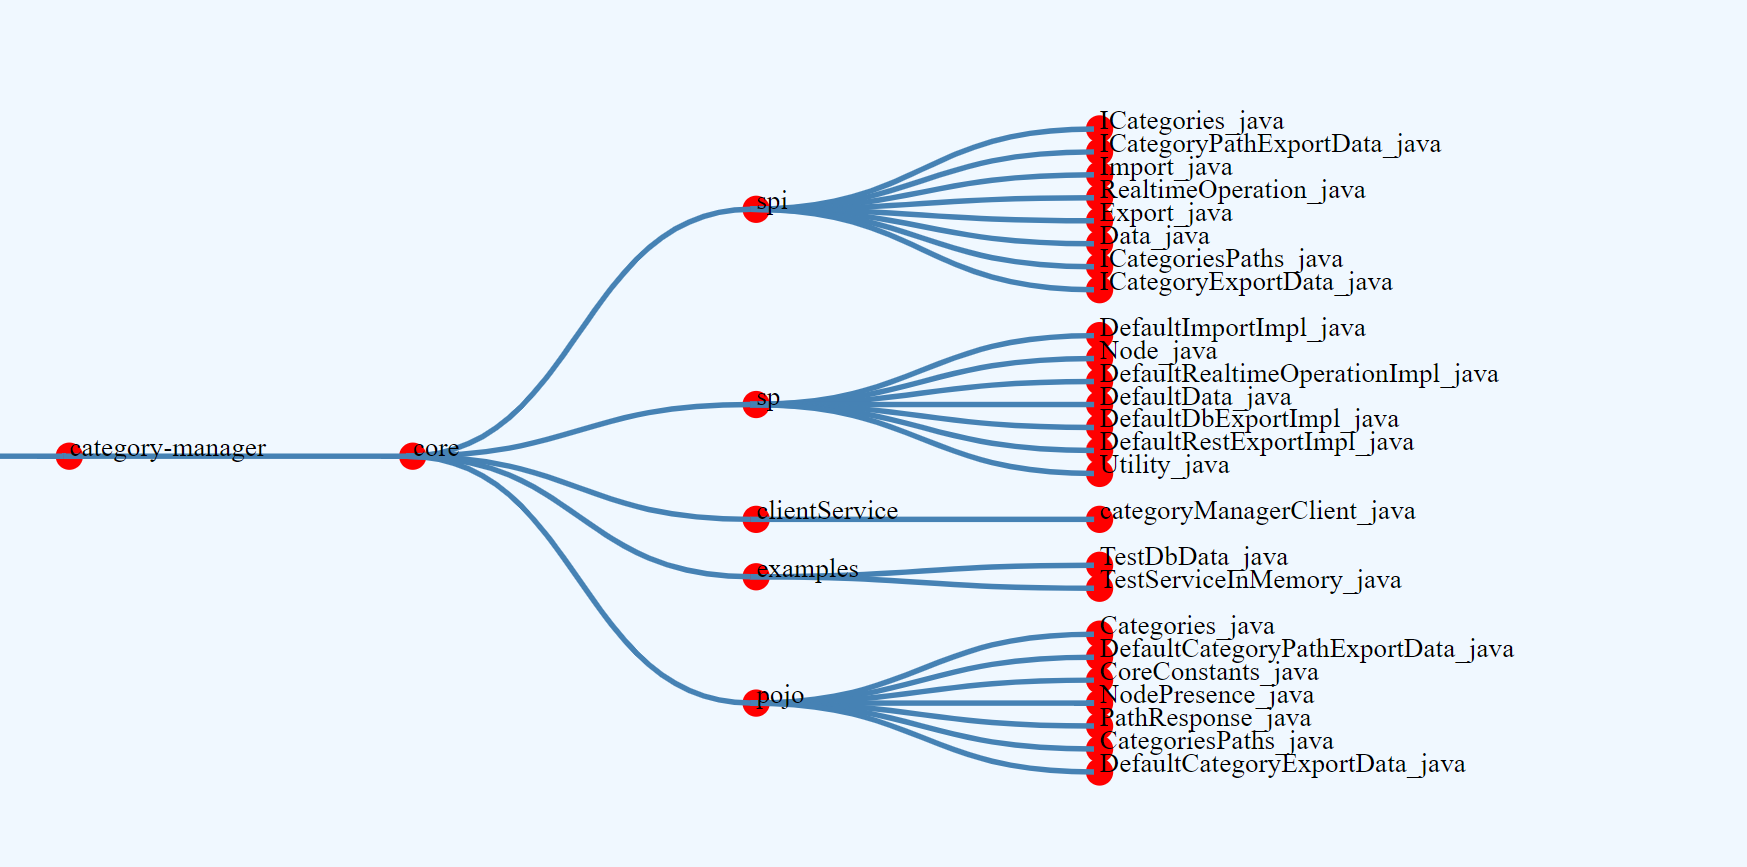 category-manager
core
spi
ICategories_java
ICategoryPathExportData_java
Import_java
RealtimeOperation_java
Export_java
Data_java
ICategoriesPaths_java
ICategoryExportData_java
sp
DefaultImportImpl_java
Node_java
DefaultRealtimeOperationImpl_java
DefaultData_java
DefaultDbExportImpl_java
DefaultRestExportImpl_java
Utility_java
clientService
categoryManagerClient_java
examples
TestDbData_java
TestServiceInMemory_java
pojo
Categories_java
DefaultCategoryPathExportData_java
CoreConstants_java
NodePresence_java
PathResponse_java
CategoriesPaths_java
DefaultCategoryExportData_java